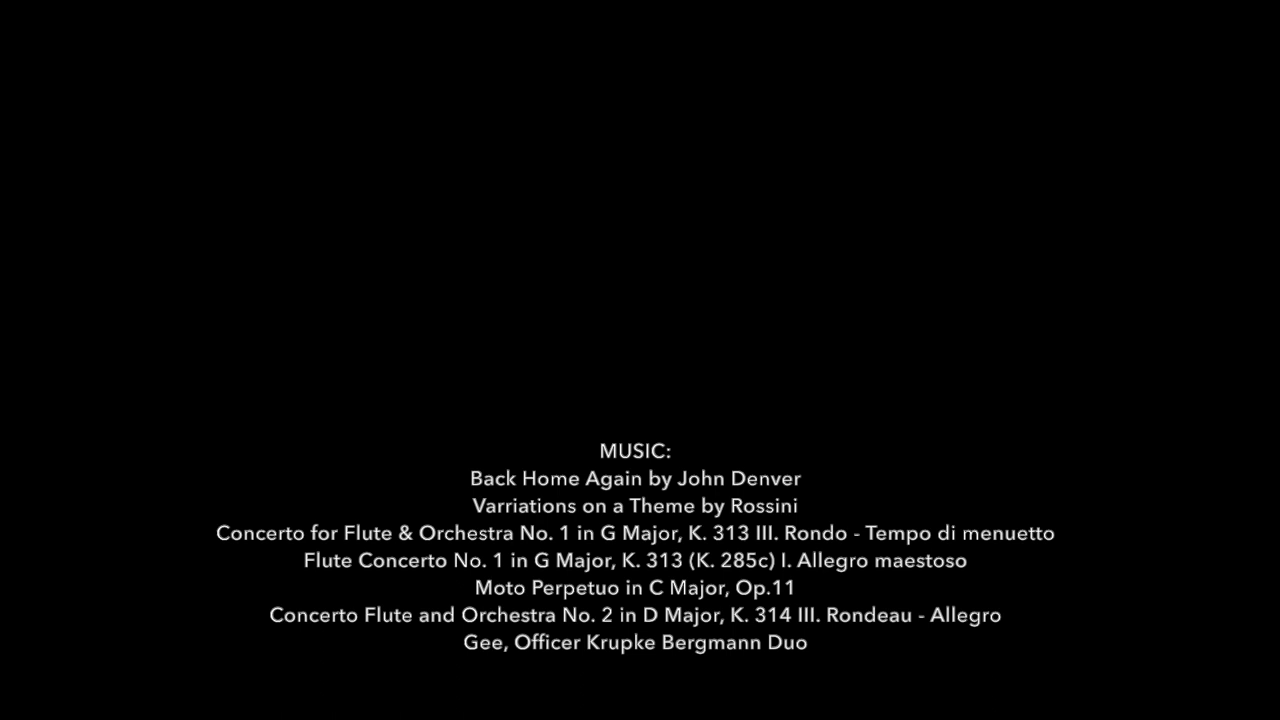 MUSIC:
Back Home Again by John Denver
Varriations on a Theme by Rossini
Concerto for Flute & Orchestra No. 1 in G Major, K. 313 III. Rondo - Tempo di menuetto
Flute Concerto No. 1 in G Major, K. 313 (K. 285c) I. Allegro maestoso
Moto Perpetuo in C Major, Op.11
Concerto Flute and Orchestra No. 2 in D Major, K. 314 III. Rondeau - Allegro
Gee, Officer Krupke Bergmann Duo